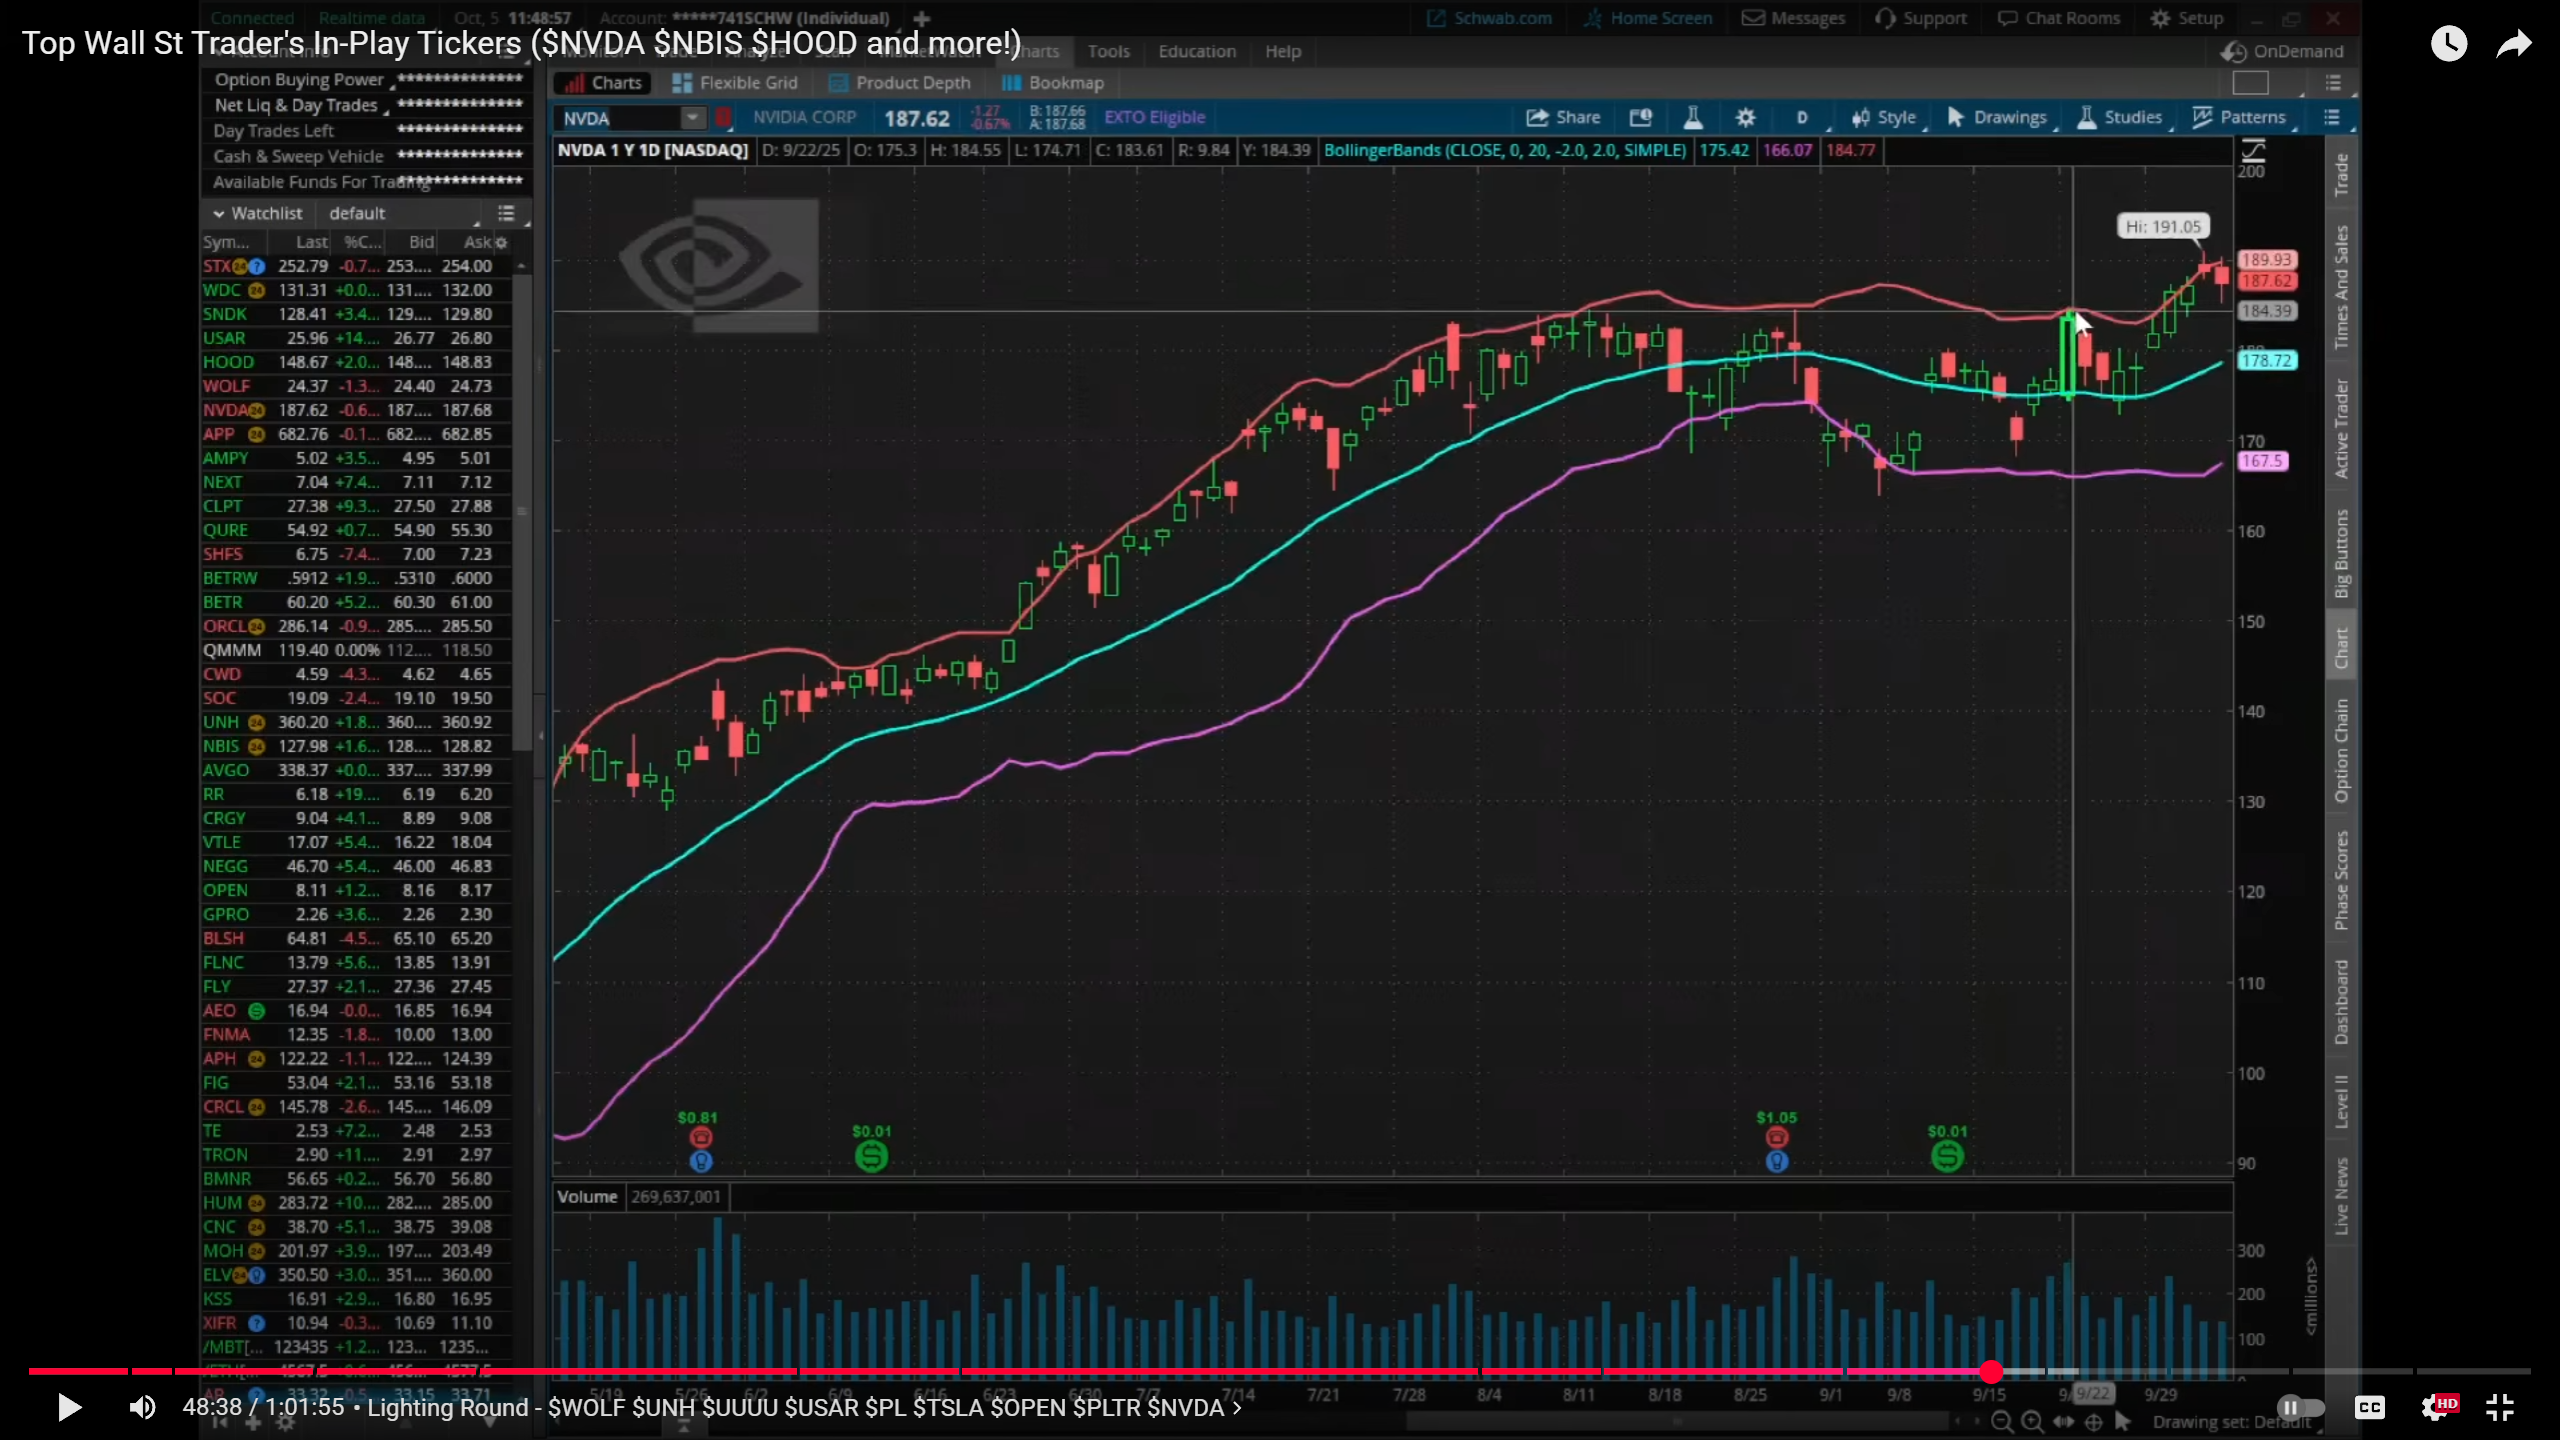 Connected Realtime data Oct, 5 11:48:57 Account: *****741SCHW (Individual) Schwab.com Home Screen Messages Support Chat Rooms Setup
Top Wall St Trader's In-Play Tickers ($NVDA $NBIS $HOOD and more!)
Charts Tools Education Help OnDemand
Option Buying Power **************
Net Liq & Day Trades **************
Day Trades Left **************
Cash & Sweep Vehicle **************
Available Funds For Trading **************
Watchlist default
Sym... Last %C... Bid Ask
STX 252.79 -0.7... 253.... 254.00
WDC 131.31 +0.0... 131.... 132.00
SNDK 128.41 +3.4... 129.... 129.80
USAR 25.96 +14.... 26.77 26.80
HOOD 148.67 +2.0... 148.... 148.83
WOLF 24.37 -1.3... 24.40 24.73
NVDA 187.62 -0.6... 187.... 187.68
APP 682.76 -0.1... 682.... 682.85
AMPY 5.02 +3.5... 4.95 5.01
NEXT 7.04 +7.4... 7.11 7.12
CLPT 27.38 +9.3... 27.50 27.88
QURE 54.92 +0.7... 54.90 55.30
SHFS 6.75 -7.4... 7.00 7.23
BETRW .5912 +1.9... .5310 .6000
BETR 60.20 +5.2... 60.30 61.00
ORCL 286.14 -0.9... 285.... 285.50
QMMM 119.40 0.00% 112.... 118.50
CWD 4.59 -4.3... 4.62 4.65
SOC 19.09 -2.4... 19.10 19.50
UNH 360.20 +1.8... 360.... 360.92
NBIS 127.98 +1.6... 128.... 128.82
AVGO 338.37 +0.0... 337.... 337.99
RR 6.18 +19.... 6.19 6.20
CRGY 9.04 +4.1... 8.89 9.08
VTLE 17.07 +5.4... 16.22 18.04
NEGG 46.70 +5.4... 46.00 46.83
OPEN 8.11 +1.2... 8.16 8.17
GPRO 2.26 +3.6... 2.26 2.30
BLSH 64.81 -4.5... 65.10 65.20
FLNC 13.79 +5.6... 13.85 13.91
FLY 27.37 +2.1... 27.36 27.45
AEO 16.94 -0.0... 16.85 16.94
FNMA 12.35 -1.8... 10.00 13.00
APH 122.22 -1.1... 122.... 124.39
FIG 53.04 +2.1... 53.16 53.18
CRCL 145.78 -2.6... 145.... 146.09
TE 2.53 +7.2... 2.48 2.53
TRON 2.90 +11.... 2.91 2.97
BMNR 56.65 +0.2... 56.70 56.80
HUM 283.72 +10.... 282.... 285.00
CNC 38.70 +5.1... 38.75 39.08
MOH 201.97 +3.9... 197.... 203.49
ELV 350.50 +3.0... 351.... 360.00
KSS 16.91 +2.9... 16.80 16.95
XIFR 10.94 -0.3... 10.69 11.10
/MBT[... 123435 +1.2... 123... 1235...
33.15 33.71
Charts Flexible Grid Product Depth Bookmap
NVDA NVIDIA CORP 187.62 -1.27 -0.67% B: 187.66 A: 187.68 EXTO Eligible Share D Style Drawings Studies Patterns
NVDA 1 Y 1D [NASDAQ] D: 9/22/25 O: 175.3 H: 184.55 L: 174.71 C: 183.61 R: 9.84 Y: 184.39 BollingerBands (CLOSE, 0, 20, -2.0, 2.0, SIMPLE) 175.42 166.07 184.77
200
Hi: 191.05
189.93
187.62
184.39
178.72
170
167.5
160
150
140
130
120
110
100
90
$0.81 $0.01 $1.05 $0.01
Volume 269,637,001
300
200
100
<millions>
5/19 5/26 6/2 6/9 6/16 6/23 6/30 7/7 7/14 7/21 7/28 8/4 8/11 8/18 8/25 9/1 9/8 9/15 9/22 9/29
Trade
Times And Sales
Active Trader
Big Buttons
Chart
Option Chain
Phase Scores
Dashboard
Level II
Live News
48:38 / 1:01:55 • Lighting Round - $WOLF $UNH $UUUU $USAR $PL $TSLA $OPEN $PLTR $NVDA
CC HD
Drawing set: Default